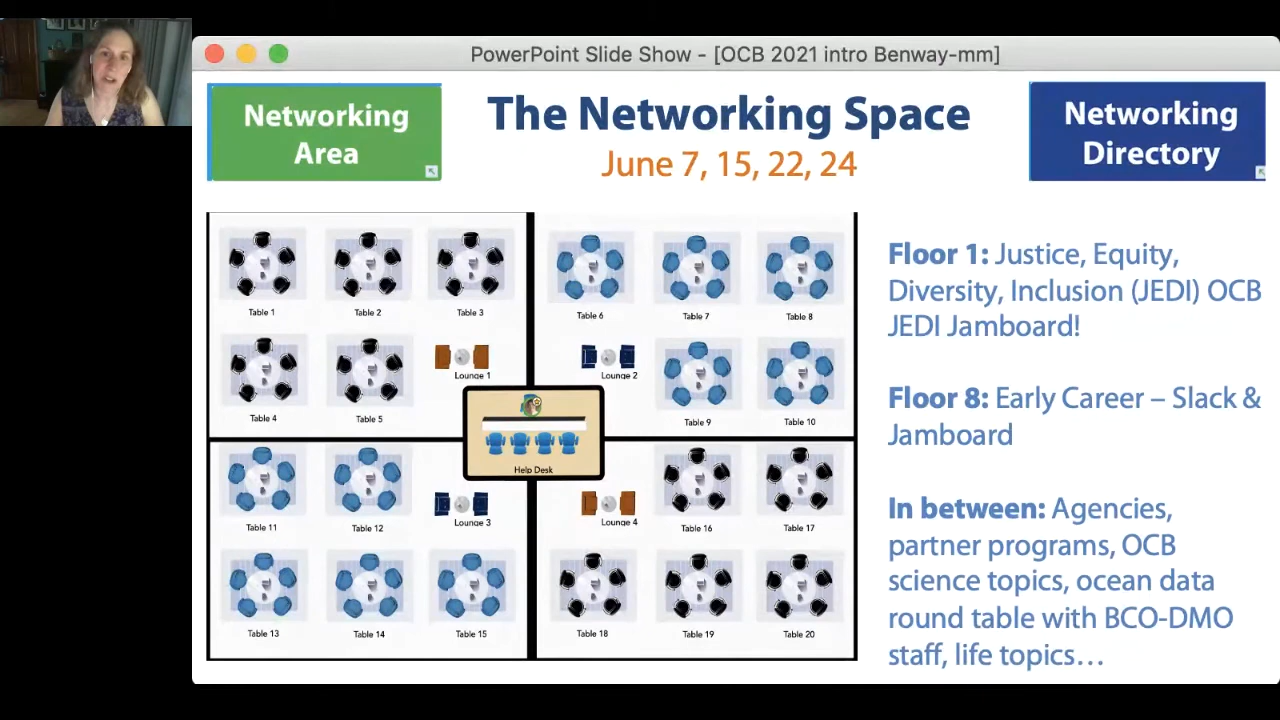 PowerPoint Slide Show - [OCB 2021 intro Benway-mm]
Networking
Area
The Networking Space
June 7, 15, 22, 24
Networking
Directory
Table 1
Table 2
Table 3
Table 6
Table 7
Table 8
Lounge 1
Lounge 2
Table 4
Table 5
Table 9
Table 10
Help Desk
Table 11
Table 12
Lounge 3
Lounge 4
Table 16
Table 17
Table 13
Table 14
Table 15
Table 18
Table 19
Table 20
Floor 1: Justice, Equity,
Diversity, Inclusion (JEDI) OCB
JEDI Jamboard!
Floor 8: Early Career – Slack &
Jamboard
In between: Agencies,
partner programs, OCB
science topics, ocean data
round table with BCO-DMO
staff, life topics…